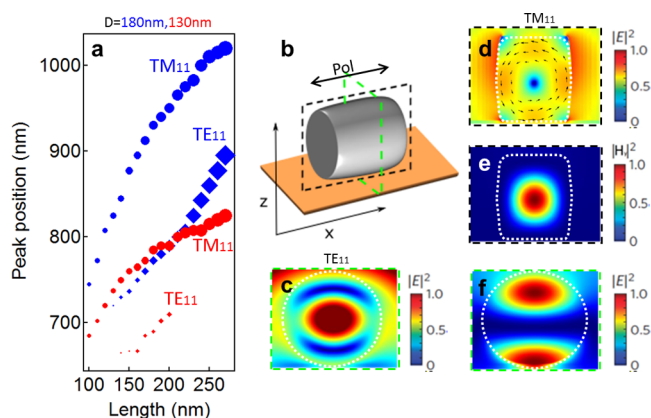 D=180nm,130nm
a
TM11
TE11
TM11
TE11
1000
900
800
700
100
150
200
250
Peak position (nm)
Length (nm)
b
Pol
z
x
TE11
c
|E|²
1.0
0.5
0
TM11
d
|E|²
1.0
0.5
0
e
1.0
0.5
0
f
|E|²
1.0
0.5